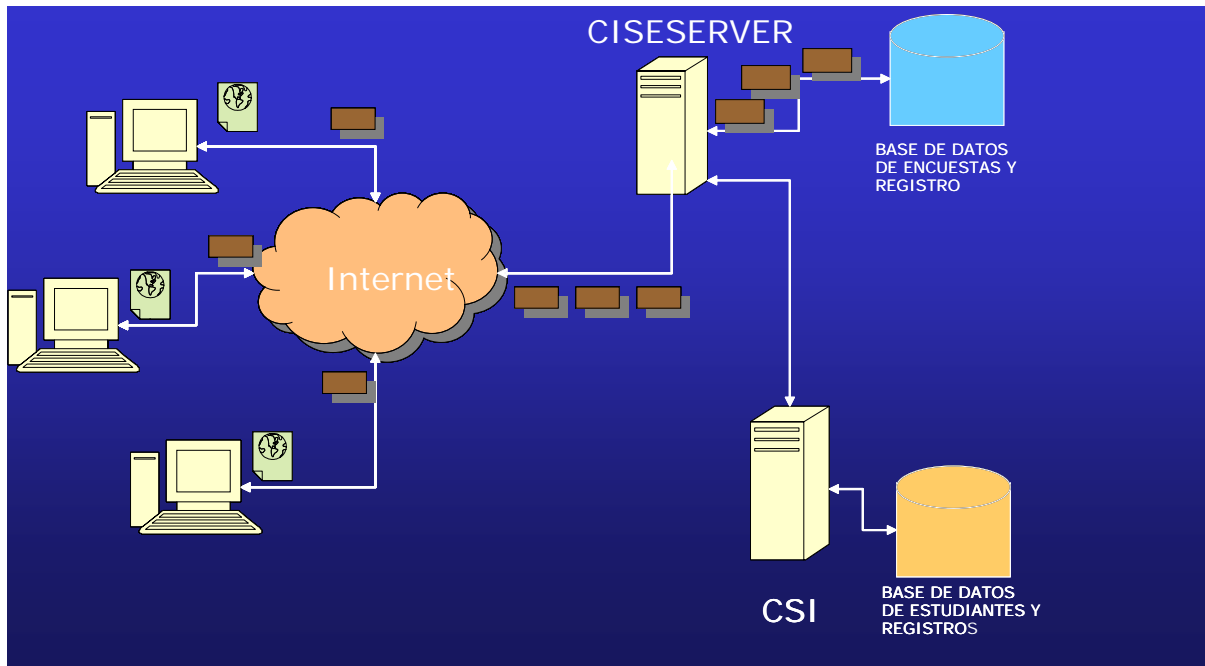 CISESERVER
BASE DE DATOS
DE ENCUESTAS Y
REGISTRO
Internet
CSI
BASE DE DATOS
DE ESTUDIANTES Y
REGISTROS